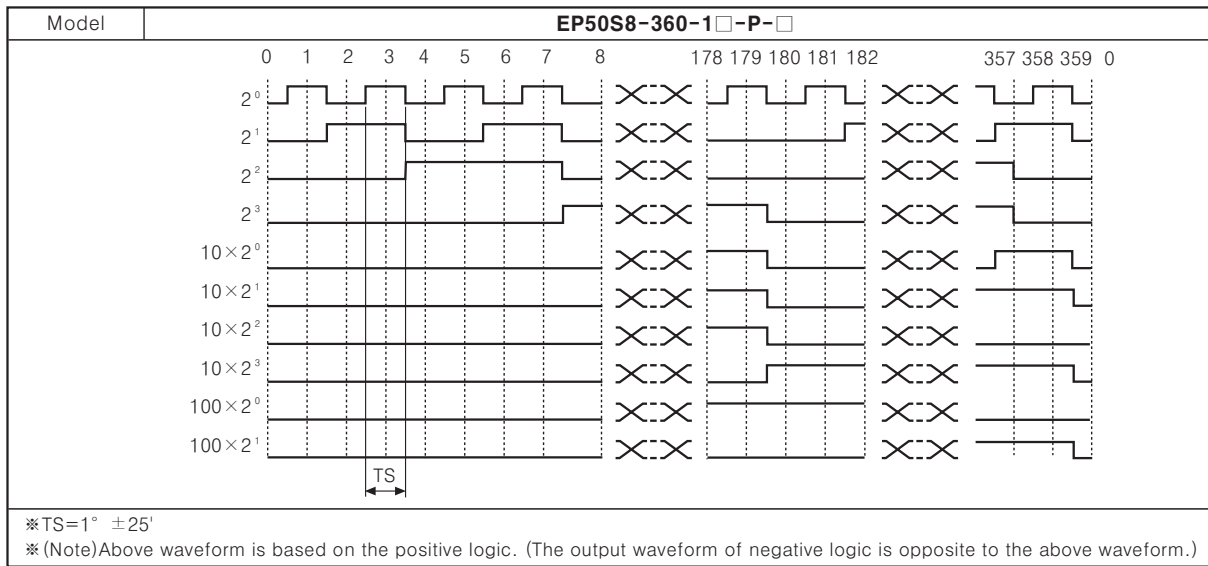 Model EP50S8-360-1□-P-□
0 1 2 3 4 5 6 7 8 178 179 180 181 182 357 358 359 0
2⁰
2¹
2²
2³
10×2⁰
10×2¹
10×2²
10×2³
100×2⁰
100×2¹
TS
※TS=1° ±25'
※(Note)Above waveform is based on the positive logic. (The output waveform of negative logic is opposite to the above waveform.)